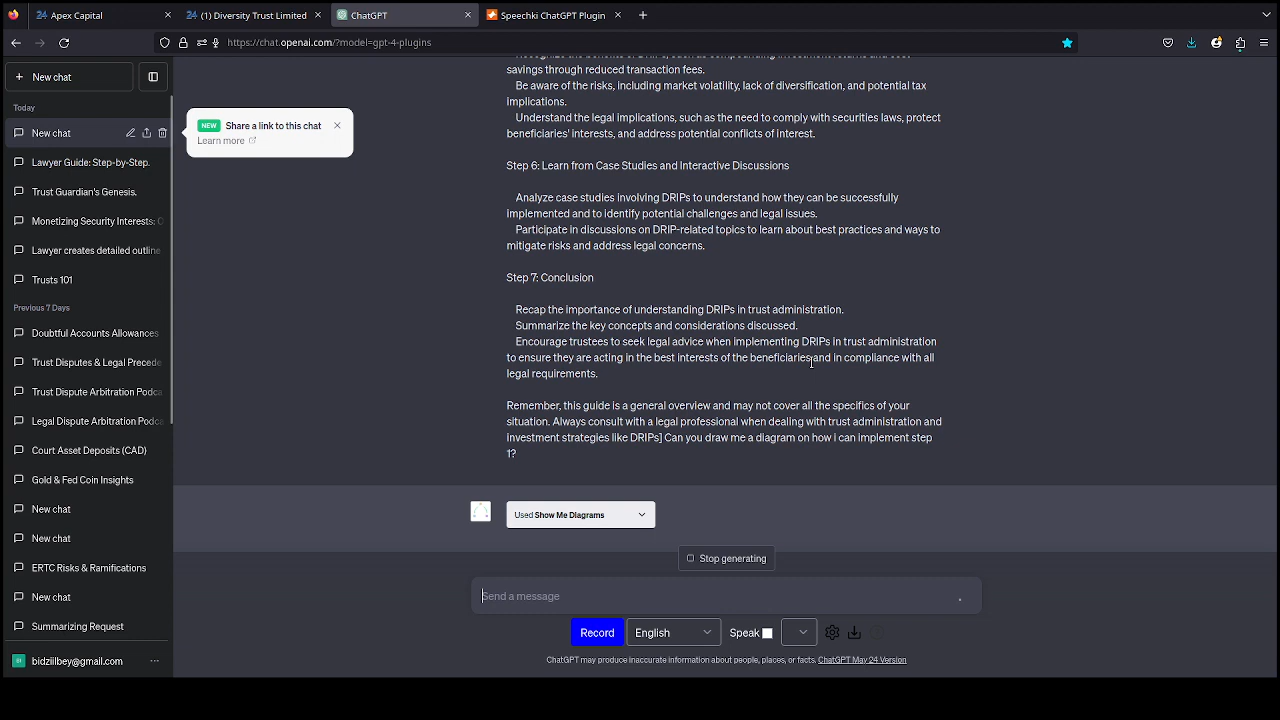 Apex Capital
(1) Diversity Trust Limited
ChatGPT
Speechki ChatGPT Plugin
https://chat.openai.com/?model=gpt-4-plugins
New chat
Today
New chat
Lawyer Guide: Step-by-Step.
Trust Guardian's Genesis.
Monetizing Security Interests: O
Lawyer creates detailed outline
Trusts 101
Previous 7 Days
Doubtful Accounts Allowances
Trust Disputes & Legal Precede
Trust Dispute Arbitration Podca
Legal Dispute Arbitration Podca
Court Asset Deposits (CAD)
Gold & Fed Coin Insights
New chat
New chat
ERTC Risks & Ramifications
New chat
Summarizing Request
bidzillbey@gmail.com
NEW Share a link to this chat
Learn more
savings through reduced transaction fees.
Be aware of the risks, including market volatility, lack of diversification, and potential tax
implications.
Understand the legal implications, such as the need to comply with securities laws,
beneficiaries' interests, and address potential conflicts of interest.
Step 6: Learn from Case Studies and Interactive Discussions
Analyze case studies involving DRIPs to understand how they can be successfully
implemented and to identify potential challenges and legal issues.
Participate in discussions on DRIP-related topics to learn about best practices and ways to
mitigate risks and address legal concerns.
Step 7: Conclusion
Recap the importance of understanding DRIPs in trust administration.
Summarize the key concepts and considerations discussed.
Encourage trustees to seek legal advice when implementing DRIPs in trust administration
to ensure they are acting in the best interests of the beneficiaries and in compliance with all
legal requirements.
Remember, this guide is a general overview and may not cover all the specifics of your
situation. Always consult with a legal professional when dealing with trust administration and
investment strategies like DRIPs] Can you draw me a diagram on how i can implement step
1?
Used Show Me Diagrams
Stop generating
Send a message
Record
English
Speak
ChatGPT may produce inaccurate information about people, places, or facts. ChatGPT May 24 Version